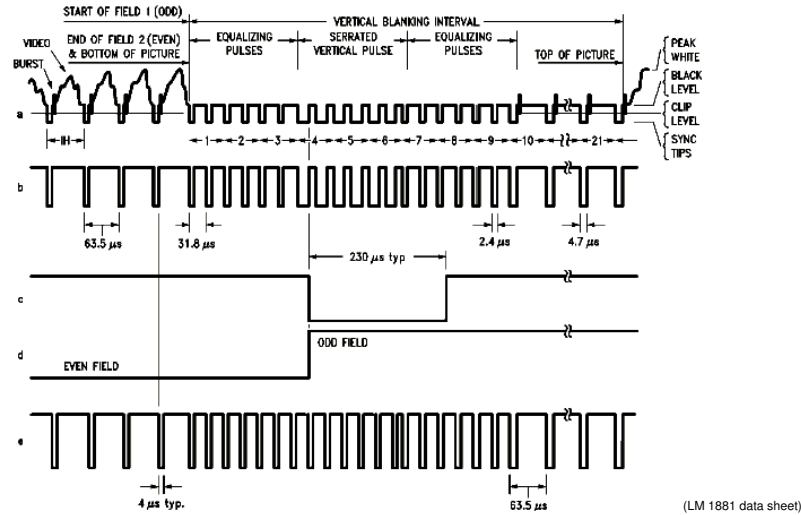 START OF FIELD 1 (ODD)
VERTICAL BLANKING INTERVAL
VIDEO
END OF FIELD 2 (EVEN)
& BOTTOM OF PICTURE
EQUALIZING
PULSES
SERRATED
VERTICAL PULSE
EQUALIZING
PULSES
TOP OF PICTURE
PEAK
WHITE
BURST
BLACK
LEVEL
a
CLIP
LEVEL
IH
1 2 3 4 5 6 7 8 9 10 21
SYNC
TIPS
b
63.5 μs
31.8 μs
2.4 μs
4.7 μs
230 μs typ
c
ODD FIELD
d
EVEN FIELD
e
4 μs typ.
63.5 μs
(LM 1881 data sheet)